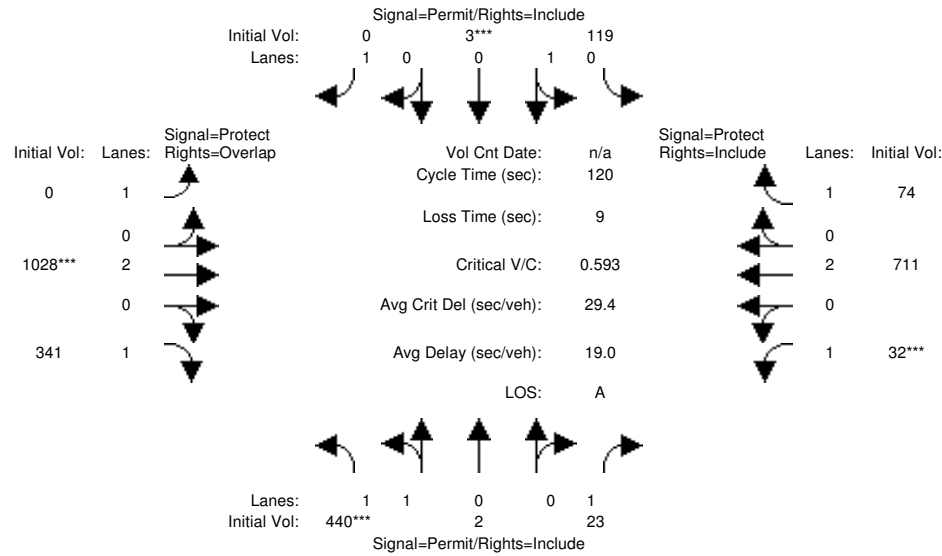 Signal=Permit/Rights=Include
Initial Vol: 0 3*** 119
Lanes: 1 0 0 1 0
Signal=Protect
Rights=Overlap
Signal=Protect
Rights=Include
Initial Vol: Lanes: Vol Cnt Date: n/a Lanes: Initial Vol:
Cycle Time (sec): 120
0 1 1 74
Loss Time (sec): 9
0 0
1028*** 2 Critical V/C: 0.593 2 711
0 Avg Crit Del (sec/veh): 29.4 0
341 1 Avg Delay (sec/veh): 19.0 1 32***
LOS: A
Lanes: 1 1 0 0 1
Initial Vol: 440*** 2 23
Signal=Permit/Rights=Include